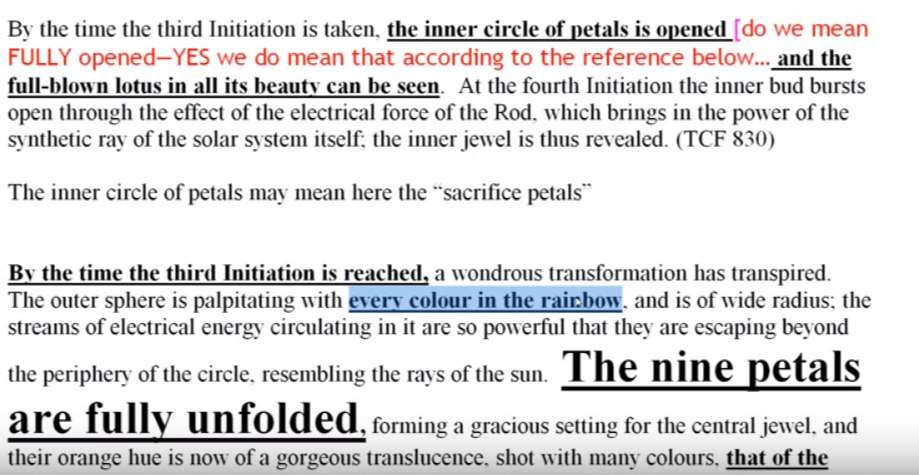 By the time the third Initiation is taken, the inner circle of petals is opened [do we mean
FULLY opened—YES we do mean that according to the reference below... and the
full-blown lotus in all its beauty can be seen.  At the fourth Initiation the inner bud bursts
open through the effect of the electrical force of the Rod, which brings in the power of the
synthetic ray of the solar system itself; the inner jewel is thus revealed. (TCF 830)
The inner circle of petals may mean here the “sacrifice petals”
By the time the third Initiation is reached, a wondrous transformation has transpired.
The outer sphere is palpitating with every colour in the rainbow, and is of wide radius; the
streams of electrical energy circulating in it are so powerful that they are escaping beyond
the periphery of the circle, resembling the rays of the sun.  The nine petals
are fully unfolded, forming a gracious setting for the central jewel, and
their orange hue is now of a gorgeous translucence, shot with many colours, that of the